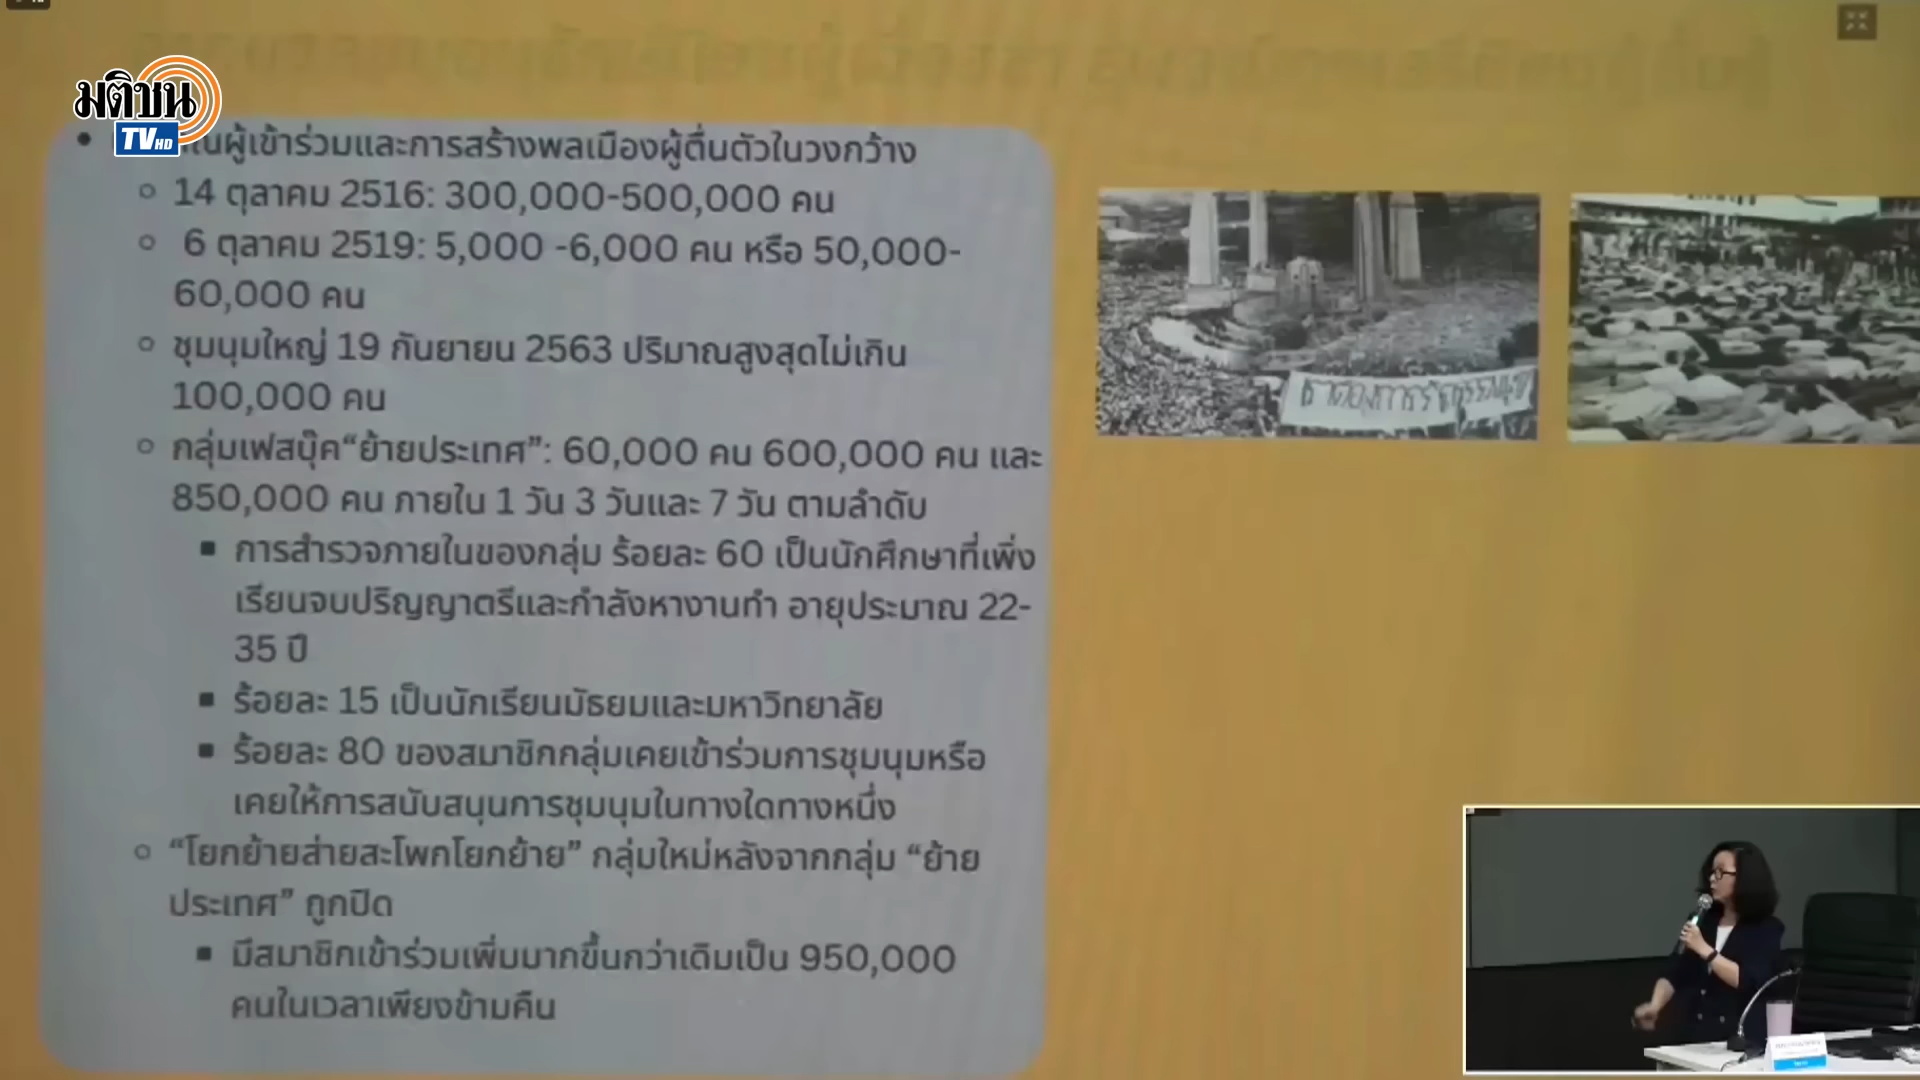 มติชน
TV HD
ผู้เข้าร่วมและการสร้างพลเมืองผู้ตื่นตัวในวงกว้าง
14 ตุลาคม 2516: 300,000-500,000 คน
6 ตุลาคม 2519: 5,000 -6,000 คน หรือ 50,000-
60,000 คน
ชุมนุมใหญ่ 19 กันยายน 2563 ปริมาณสูงสุดไม่เกิน
100,000 คน
กลุ่มเฟสบุ๊ค“ย้ายประเทศ”: 60,000 คน 600,000 คน และ
850,000 คน ภายใน 1 วัน 3 วันและ 7 วัน ตามลำดับ
การสำรวจภายในของกลุ่ม ร้อยละ 60 เป็นนักศึกษาที่เพิ่ง
เรียนจบปริญญาตรีและกำลังหางานทำ อายุประมาณ 22-
35 ปี
ร้อยละ 15 เป็นนักเรียนมัธยมและมหาวิทยาลัย
ร้อยละ 80 ของสมาชิกกลุ่มเคยเข้าร่วมการชุมนุมหรือ
เคยให้การสนับสนุนการชุมนุมในทางใดทางหนึ่ง
“โยกย้ายส่ายสะโพกโยกย้าย” กลุ่มใหม่หลังจากกลุ่ม “ย้าย
ประเทศ” ถูกปิด
มีสมาชิกเข้าร่วมเพิ่มมากขึ้นกว่าเดิมเป็น 950,000
คนในเวลาเพียงข้ามคืน